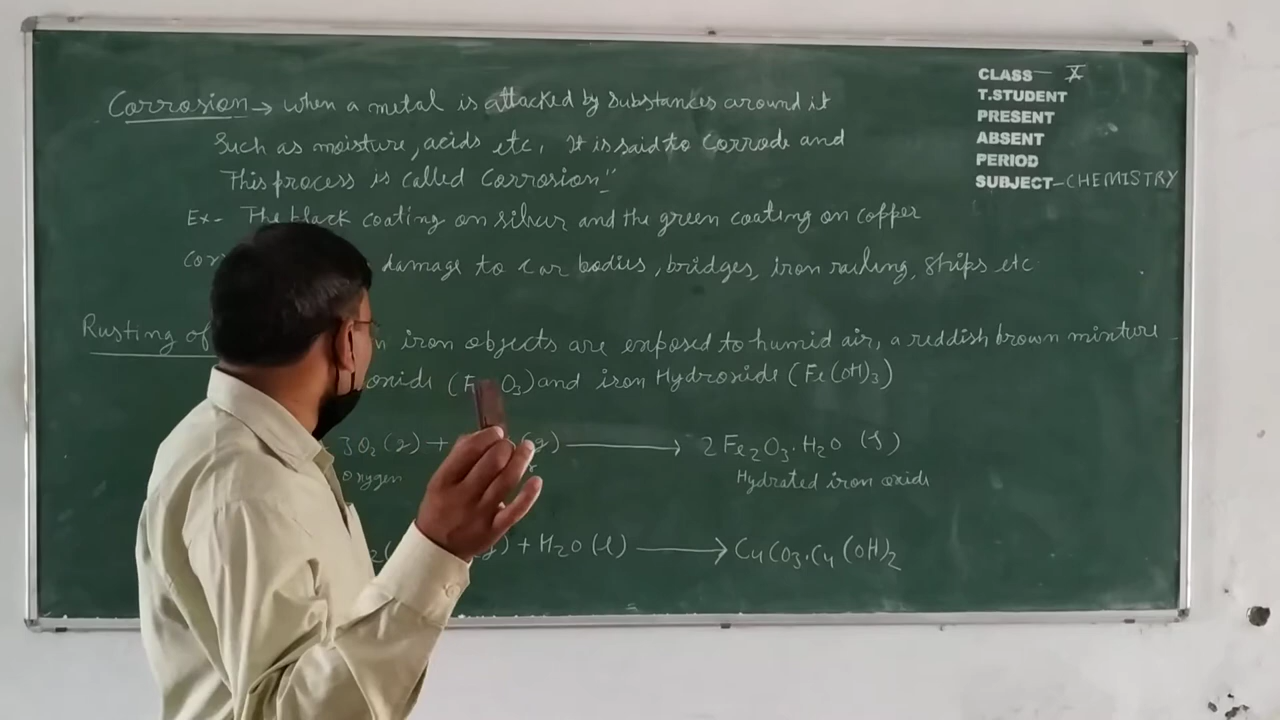 Corrosion → when a metal is attacked by substances around it
Such as moisture, acids etc. It is said to Corrode and
This process is called Corrosion"
Ex- The black coating on silver and the green coating on copper
damage to car bodies, bridges, iron railing, ships etc
Rusting of iron objects are exposed to humid air, a reddish brown mixture
oxide (F O3) and iron Hydroxide (Fe(OH)3)
3O2(g) + (g) ⟶ 2Fe2O3.H2O (s)
oxygen Hydrated iron oxide
) + H2O (l) ⟶ CuCO3.Cu(OH)2
CLASS - X
T.STUDENT
PRESENT
ABSENT
PERIOD
SUBJECT - CHEMISTRY